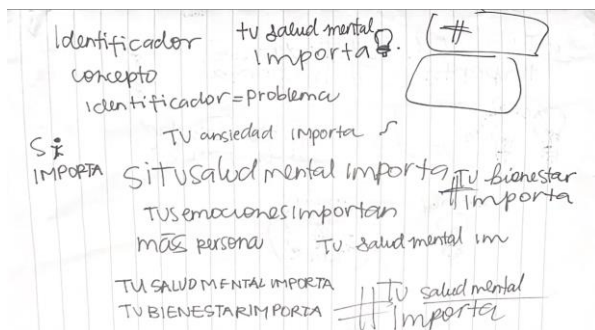 Identificador
tu salud mental
importa
#
concepto
identificador = problema
Tu ansiedad importa
Si
IMPORTA
Si tu salud mental importa
#Tu bienestar
importa
Tus emociones importan
más persona
Tu salud mental im
TU SALUD MENTAL IMPORTA
TU BIENESTAR IMPORTA
#Tu salud mental
importa